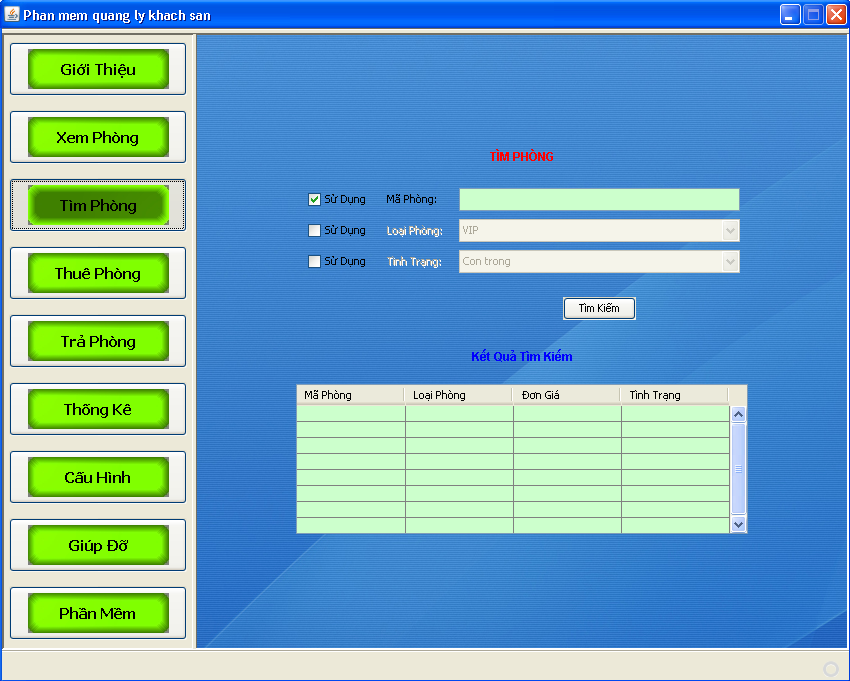 Phan mem quang ly khach san
Giới Thiệu
Xem Phòng
Tìm Phòng
Thuê Phòng
Trả Phòng
Thống Kê
Cấu Hình
Giúp Đỡ
Phần Mềm
TÌM PHÒNG
Sử Dụng Mã Phòng:
Sử Dụng Loại Phòng: VIP
Sử Dụng Tình Trạng: Con trong
Tìm Kiếm
Kết Quả Tìm Kiếm
Mã Phòng Loại Phòng Đơn Giá Tình Trạng